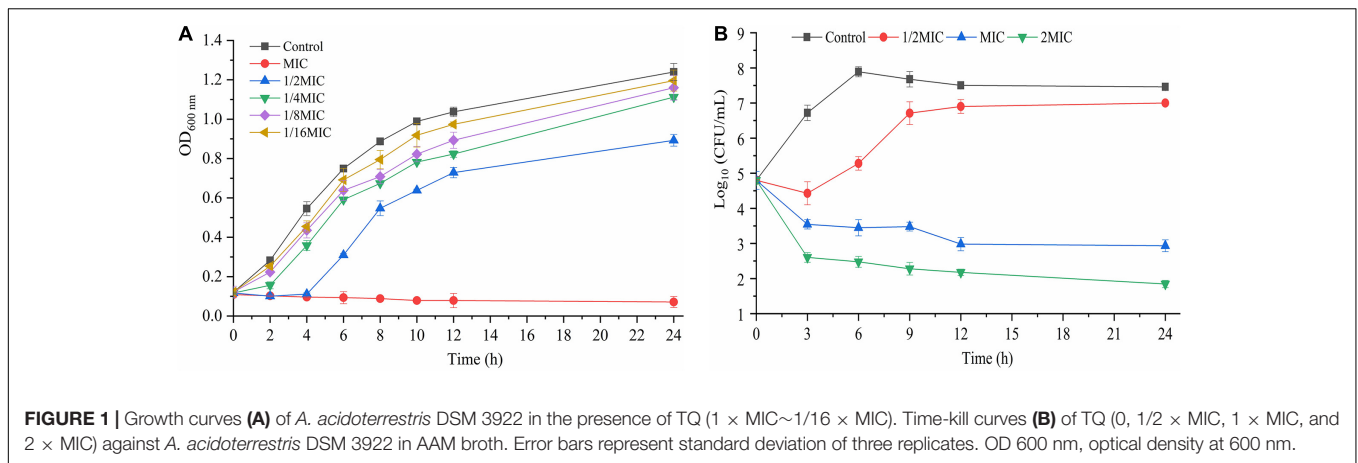 A
1.4
1.2
1.0
0.8
0.6
0.4
0.2
0.0
OD600 nm
Control
MIC
1/2MIC
1/4MIC
1/8MIC
1/16MIC
0 2 4 6 8 10 12 14 16 18 20 22 24
Time (h)
B
Control 1/2MIC MIC 2MIC
9
8
7
6
5
4
3
2
1
Log10 (CFU/mL)
0 3 6 9 12 15 18 21 24
Time (h)
FIGURE 1 | Growth curves (A) of A. acidoterrestris DSM 3922 in the presence of TQ (1 × MIC~1/16 × MIC). Time-kill curves (B) of TQ (0, 1/2 × MIC, 1 × MIC, and
2 × MIC) against A. acidoterrestris DSM 3922 in AAM broth. Error bars represent standard deviation of three replicates. OD 600 nm, optical density at 600 nm.